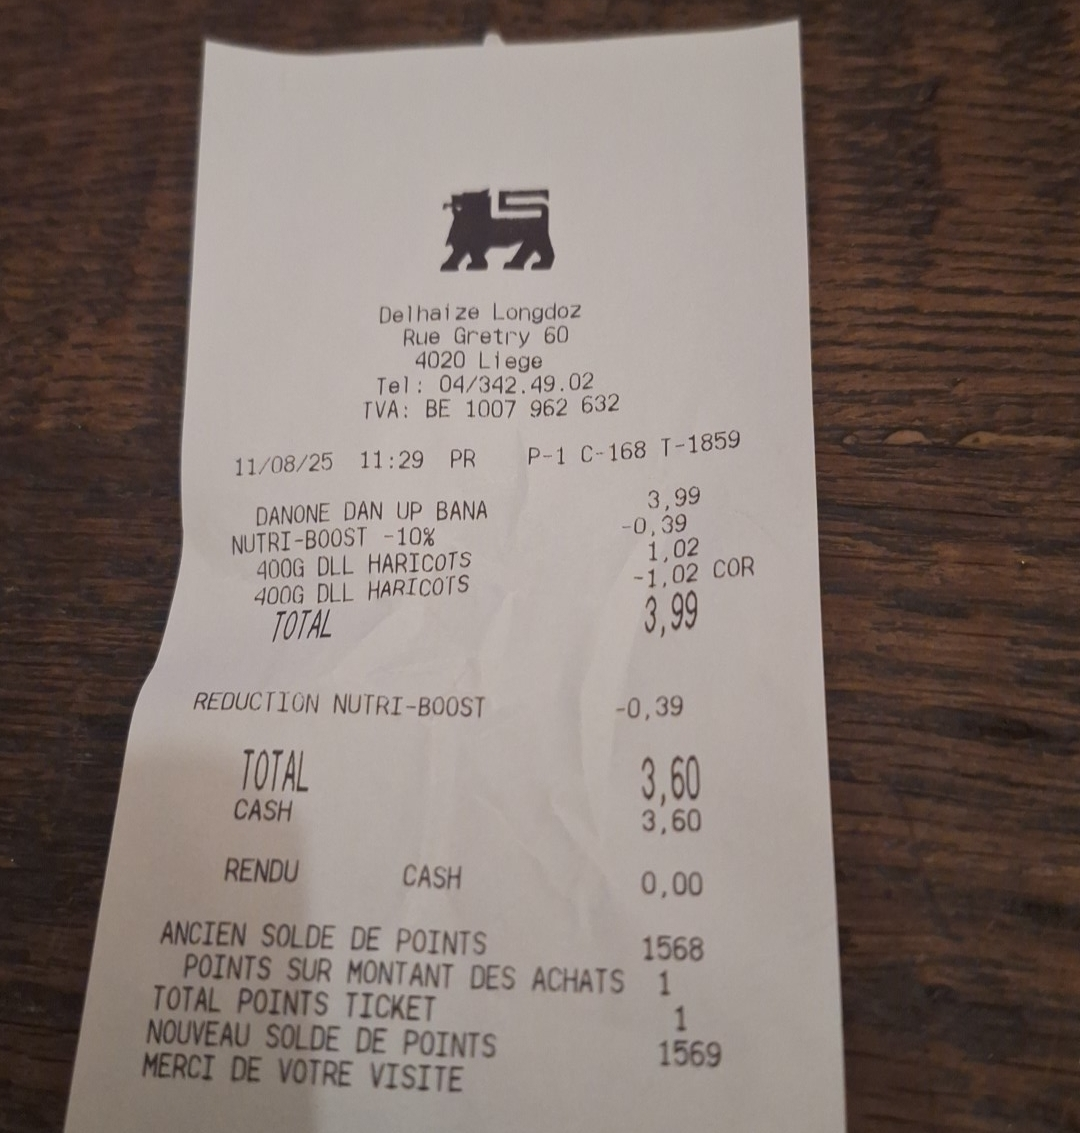 Delhaize Longdoz
Rue Gretry 60
4020 Liege
Tel: 04/342.49.02
TVA: BE 1007 962 632
11/08/25 11:29 PR P-1 C-168 T-1859
DANONE DAN UP BANA 3,99
NUTRI-BOOST -10% -0,39
400G DLL HARICOTS 1,02
400G DLL HARICOTS -1,02 COR
TOTAL 3,99
REDUCTION NUTRI-BOOST -0,39
TOTAL 3,60
CASH 3,60
RENDU CASH 0,00
ANCIEN SOLDE DE POINTS 1568
POINTS SUR MONTANT DES ACHATS 1
TOTAL POINTS TICKET 1
NOUVEAU SOLDE DE POINTS 1569
MERCI DE VOTRE VISITE